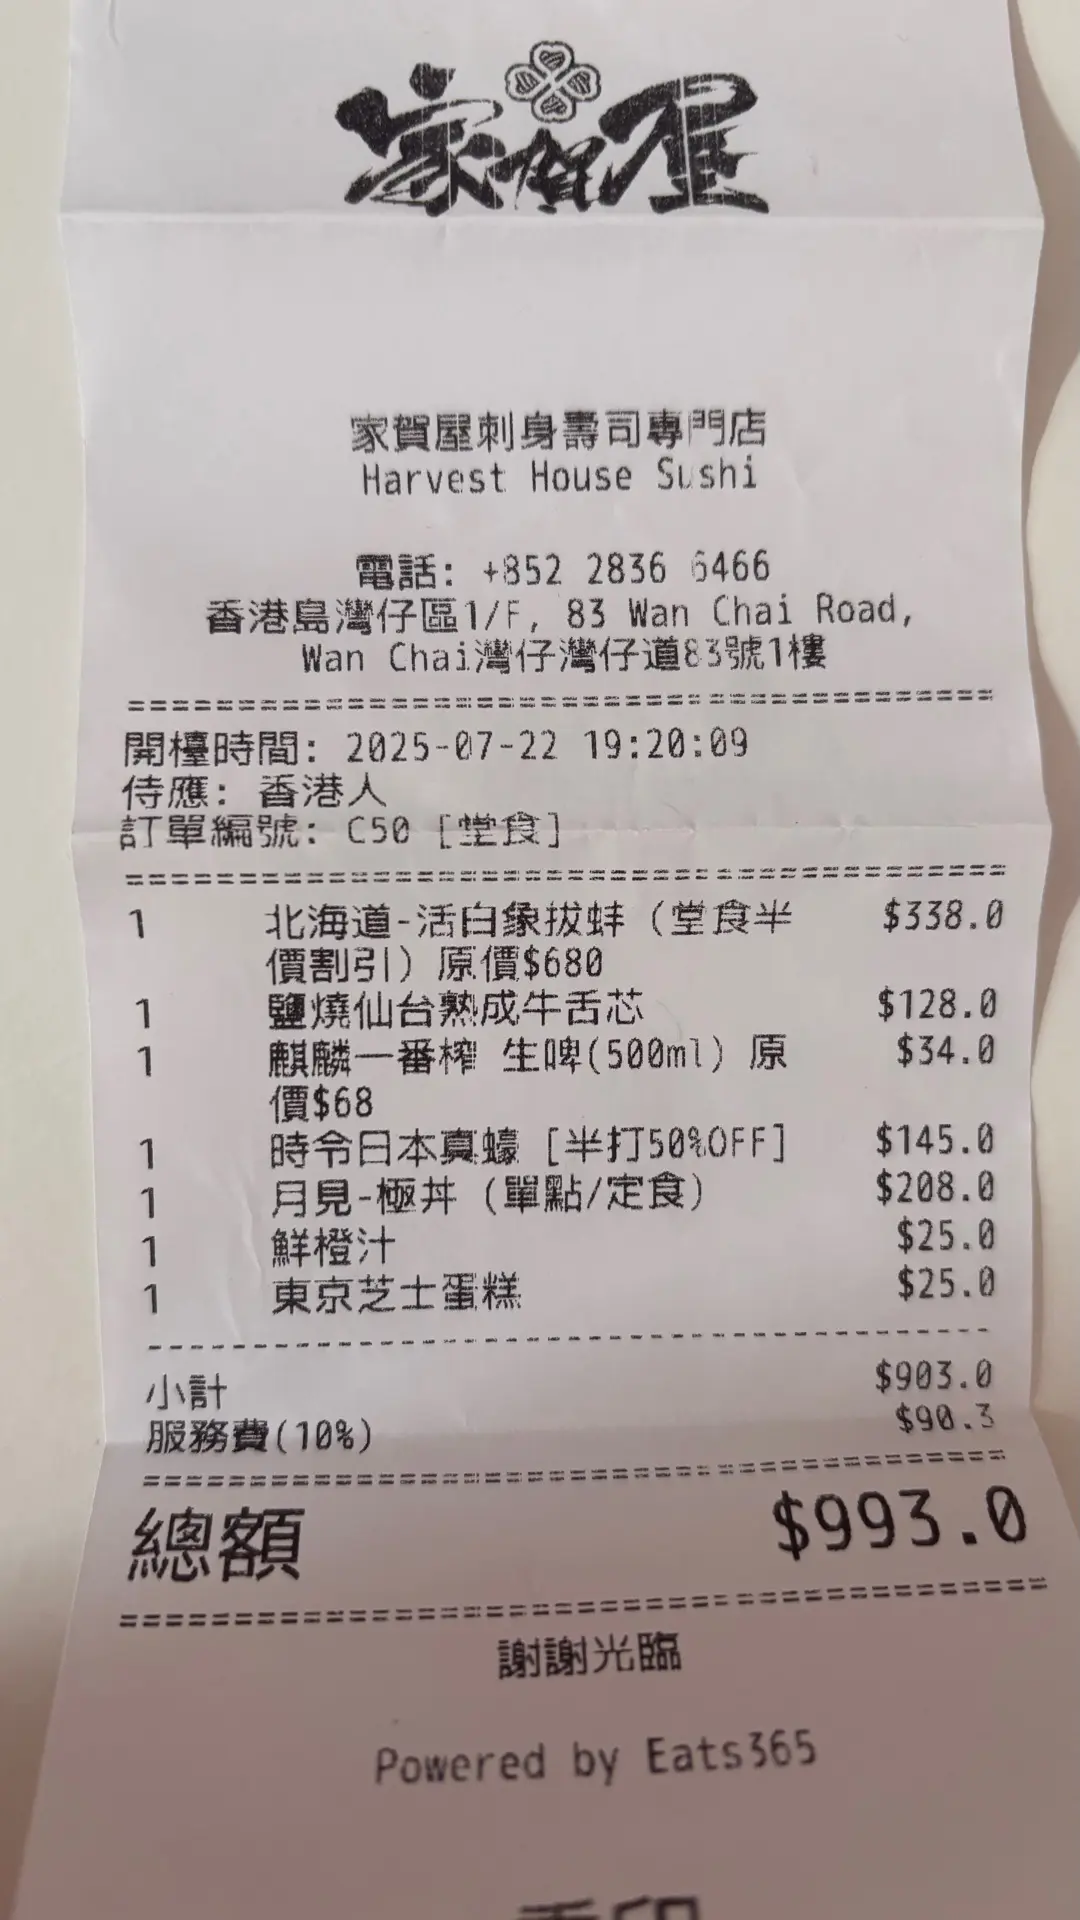 家賀屋
家賀屋刺身壽司專門店
Harvest House Sushi
電話: +852 2836 6466
香港島灣仔區1/F, 83 Wan Chai Road,
Wan Chai灣仔灣仔道83號1樓
開檯時間: 2025-07-22 19:20:09
侍應: 香港人
訂單編號: C50 [堂食]
1 北海道-活白象拔蚌 (堂食半 $338.0
價割引) 原價$680
1 鹽燒仙台熟成牛舌芯 $128.0
1 麒麟一番榨 生啤(500ml) 原 $34.0
價$68
1 時令日本真蠔 [半打50%OFF] $145.0
1 月見-極丼 (單點/定食) $208.0
1 鮮橙汁 $25.0
1 東京芝士蛋糕 $25.0
小計 $903.0
服務費(10%) $90.3
總額 $993.0
謝謝光臨
Powered by Eats365